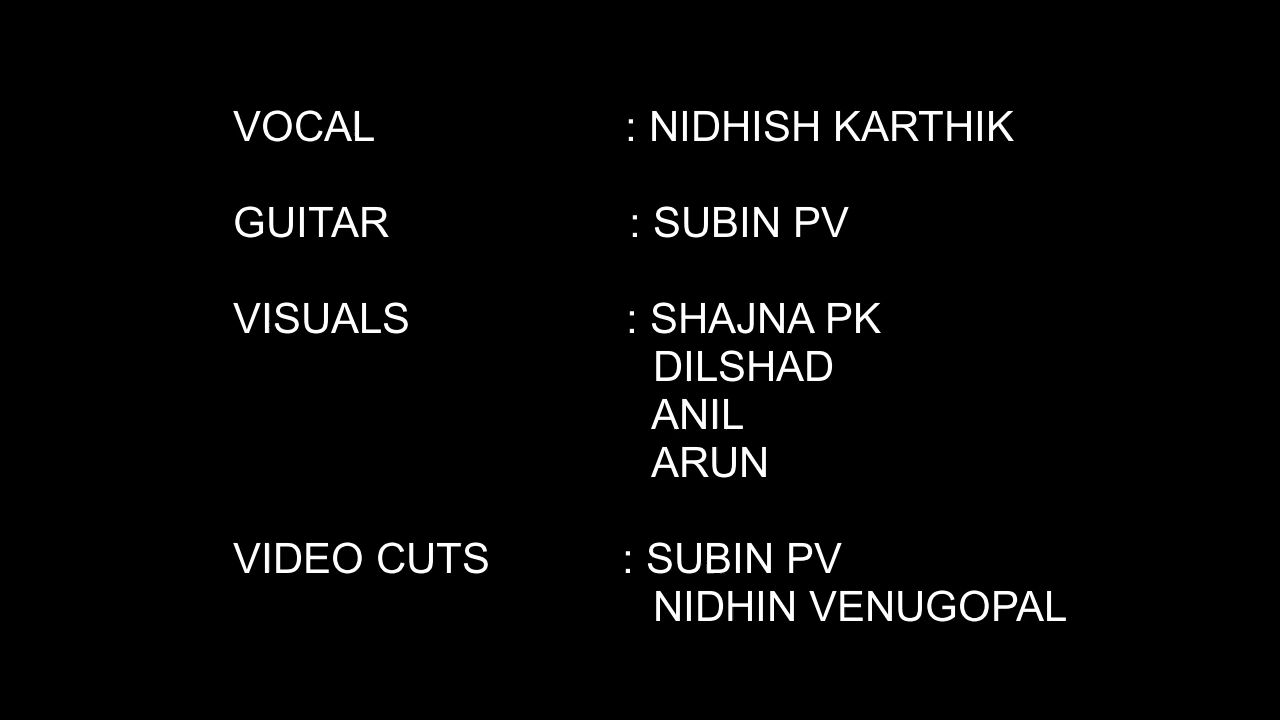 VOCAL : NIDHISH KARTHIK
GUITAR : SUBIN PV
VISUALS : SHAJNA PK
DILSHAD
ANIL
ARUN
VIDEO CUTS : SUBIN PV
NIDHIN VENUGOPAL